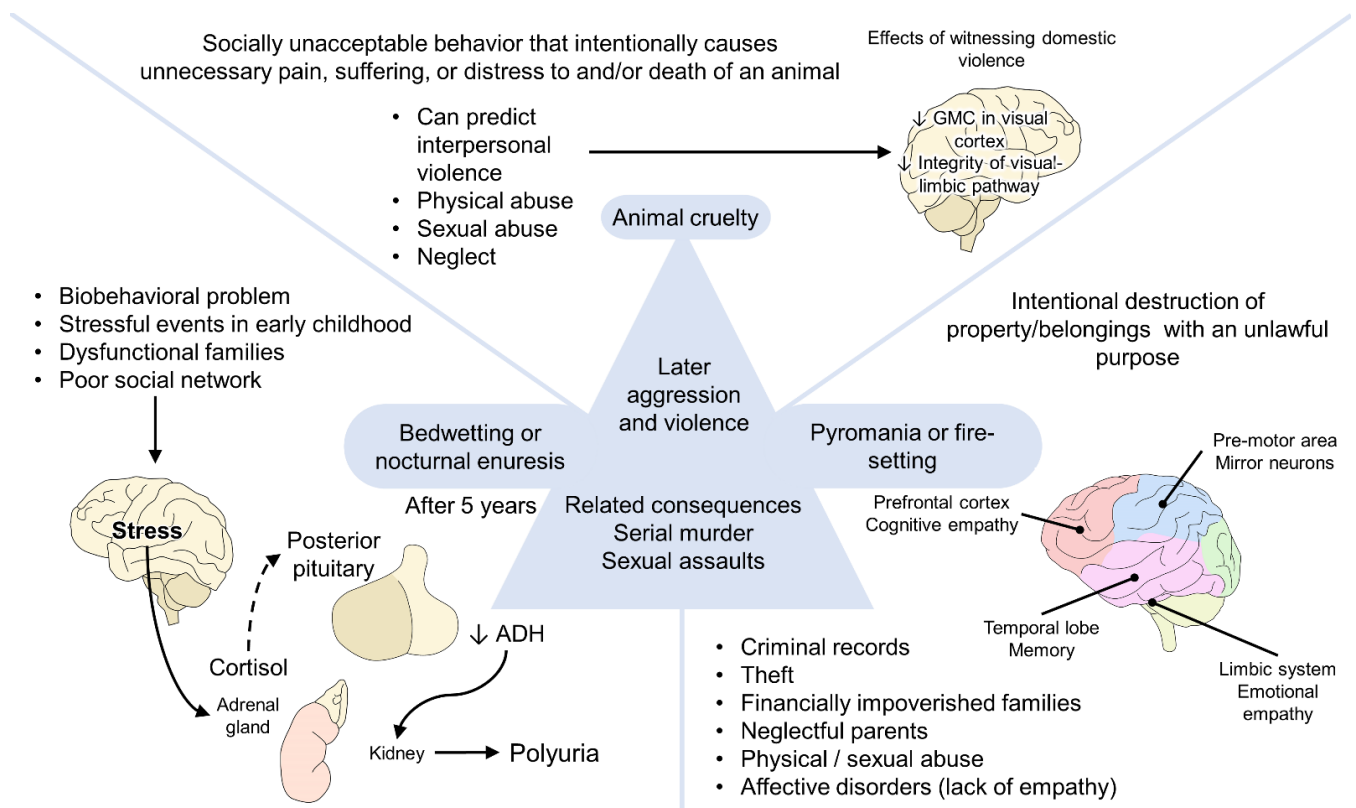 Socially unacceptable behavior that intentionally causes
unnecessary pain, suffering, or distress to and/or death of an animal
• Can predict
interpersonal
violence
• Physical abuse
• Sexual abuse
• Neglect
Effects of witnessing domestic
violence
↓ GMC in visual
cortex
↓ Integrity of visual-
limbic pathway
Animal cruelty
• Biobehavioral problem
• Stressful events in early childhood
• Dysfunctional families
• Poor social network
Intentional destruction of
property/belongings with an unlawful
purpose
Later
aggression
and violence
Bedwetting or
nocturnal enuresis
Pyromania or fire-
setting
After 5 years
Related consequences
Serial murder
Sexual assaults
Stress
Posterior
pituitary
↓ ADH
Cortisol
Adrenal
gland
Kidney
Polyuria
Pre-motor area
Mirror neurons
Prefrontal cortex
Cognitive empathy
Temporal lobe
Memory
Limbic system
Emotional
empathy
• Criminal records
• Theft
• Financially impoverished families
• Neglectful parents
• Physical / sexual abuse
• Affective disorders (lack of empathy)